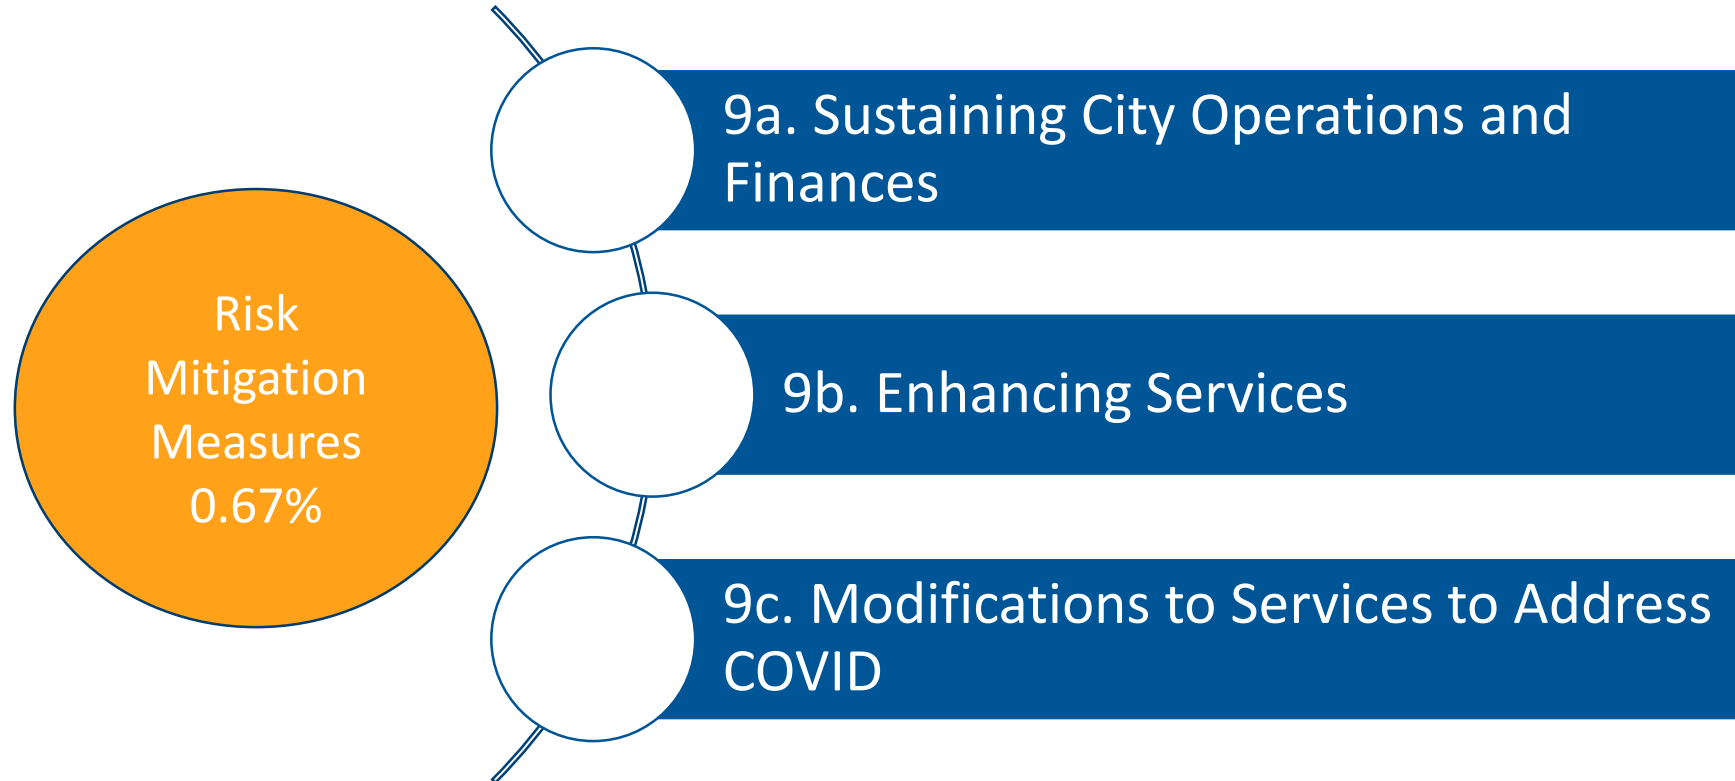 Risk
Mitigation
Measures
0.67%
9a. Sustaining City Operations and
Finances
9b. Enhancing Services
9c. Modifications to Services to Address
COVID